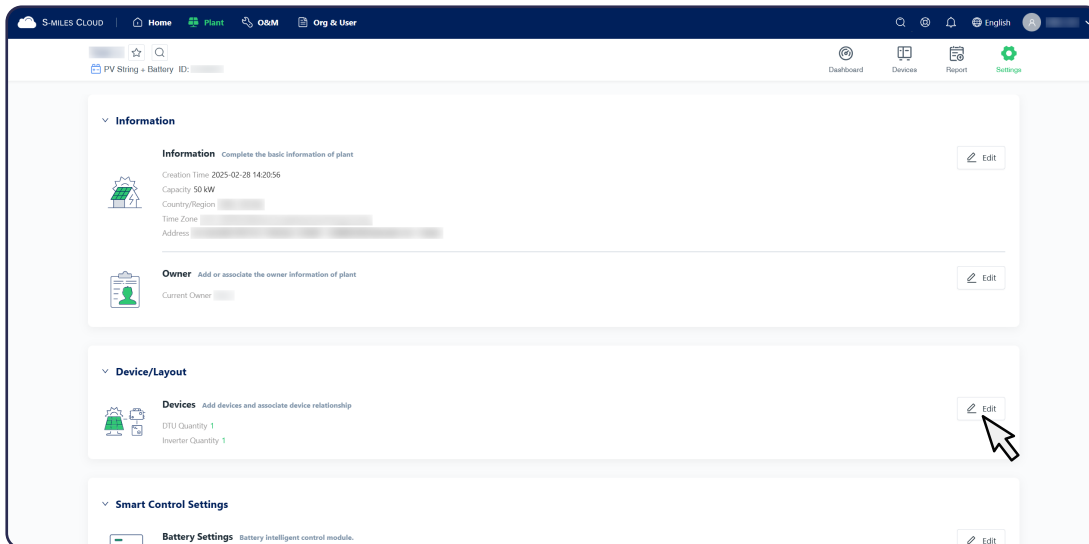 S-MILES CLOUD Home Plant O&M Org & User English
PV String + Battery ID:
Dashboard Devices Report Settings
Information
Information Complete the basic information of plant
Edit
Creation Time 2025-02-28 14:20:56
Capacity 50 kW
Country/Region
Time Zone
Address
Owner Add or associate the owner information of plant
Edit
Current Owner
Device/Layout
Devices Add devices and associate device relationship
Edit
DTU Quantity 1
Inverter Quantity 1
Smart Control Settings
Battery Settings Battery intelligent control module.
Edit